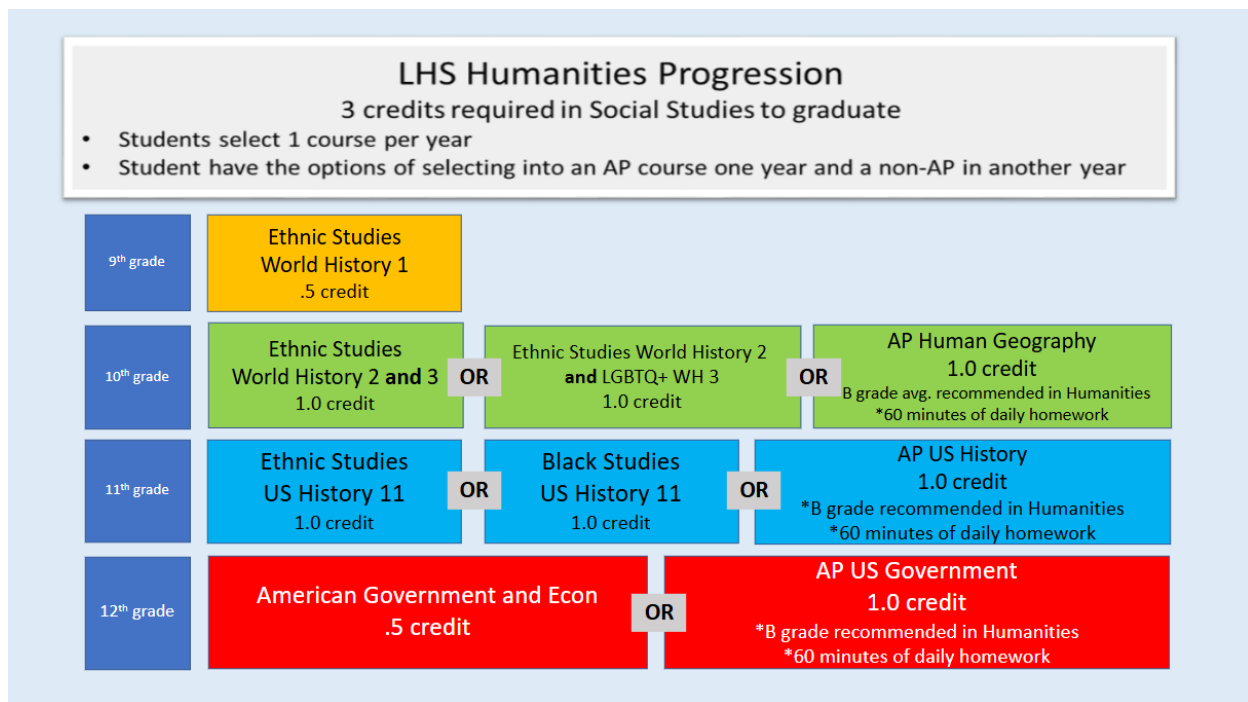 LHS Humanities Progression
3 credits required in Social Studies to graduate
• Students select 1 course per year
• Student have the options of selecting into an AP course one year and a non-AP in another year
9th grade
Ethnic Studies
World History 1
.5 credit
10th grade
Ethnic Studies
World History 2 and 3
1.0 credit
OR
Ethnic Studies World History 2
and LGBTQ+ WH 3
1.0 credit
OR
AP Human Geography
1.0 credit
B grade avg. recommended in Humanities
*60 minutes of daily homework
11th grade
Ethnic Studies
US History 11
1.0 credit
OR
Black Studies
US History 11
1.0 credit
OR
AP US History
1.0 credit
*B grade recommended in Humanities
*60 minutes of daily homework
12th grade
American Government and Econ
.5 credit
OR
AP US Government
1.0 credit
*B grade recommended in Humanities
*60 minutes of daily homework